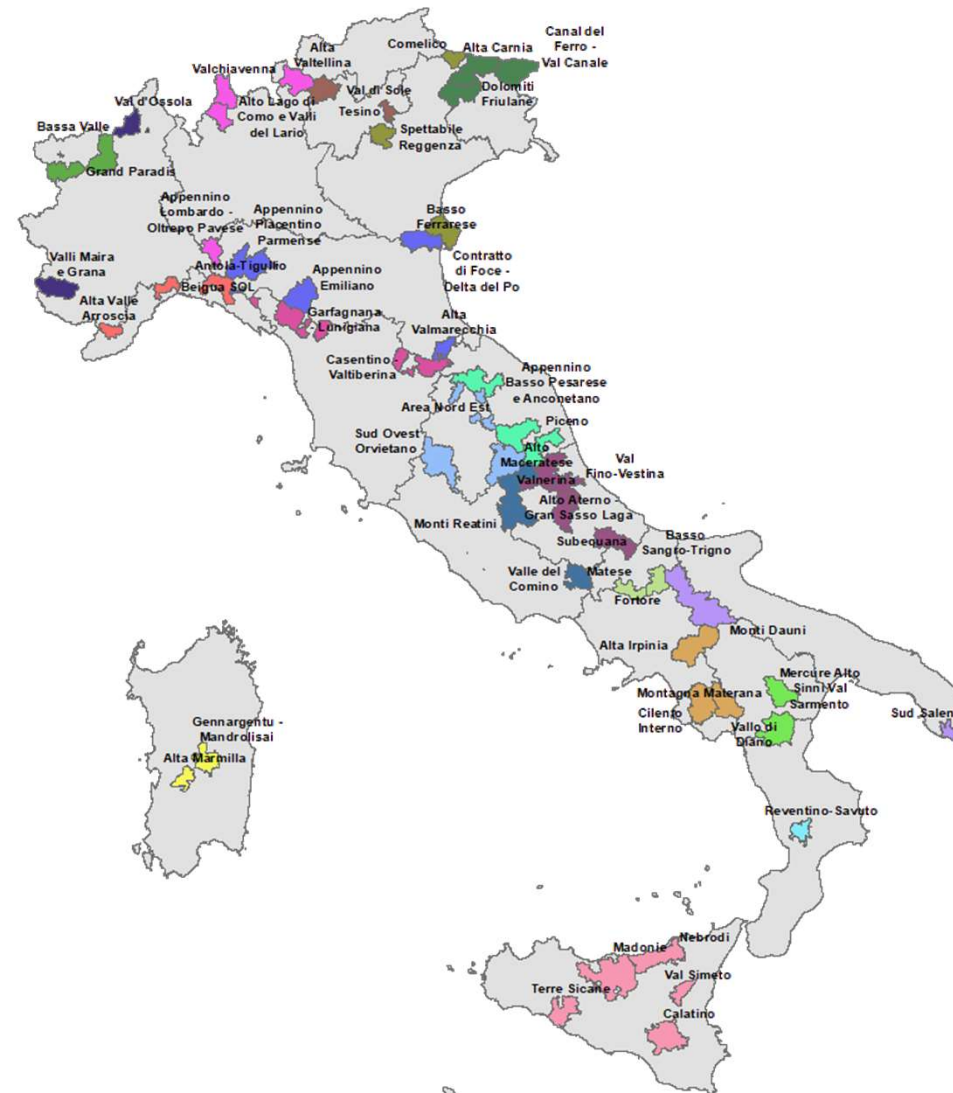 Canal del
Ferro -
Val Canale
Comelico
Alta Carnia
Alta
Valtellina
Valchiavenna
Val di Sole
Dolomiti
Friulane
Val d'Ossola
Alto Lago di
Como e Valli
del Lario
Tesino
Bassa Valle
Spettabile
Reggenza
Grand Paradis
Appennino
Lombardo -
Oltrepo Pavese
Appennino
Piacentino
Parmense
Basso
Ferrarese
Valli Maira
e Grana
Antola-Tigullio
Contratto
di Foce -
Delta del Po
Beigua SOL
Appennino
Emiliano
Alta Valle
Arroscia
Garfagnana
- Lunigiana
Alta
Valmarecchia
Casentino -
Valtiberina
Appennino
Basso Pesarese
e Anconetano
Area Nord Est
Piceno
Sud Ovest
Orvietano
Alto
Maceratese
Val
Fino-Vestina
Valnerina
Alto Aterno -
Gran Sasso Laga
Monti Reatini
Subequana
Basso
Sangro-Trigno
Valle del
Comino
Matese
Fortore
Monti Dauni
Alta Irpinia
Mercure Alto
Sinni Val
Sarmento
Montagna Materana
Cilento
Interno
Vallo di
Diano
Sud Salen
Gennargentu -
Mandrolisai
Alta Marmilla
Reventino-Savuto
Nebrodi
Madonie
Val Simeto
Terre Sicane
Calatino